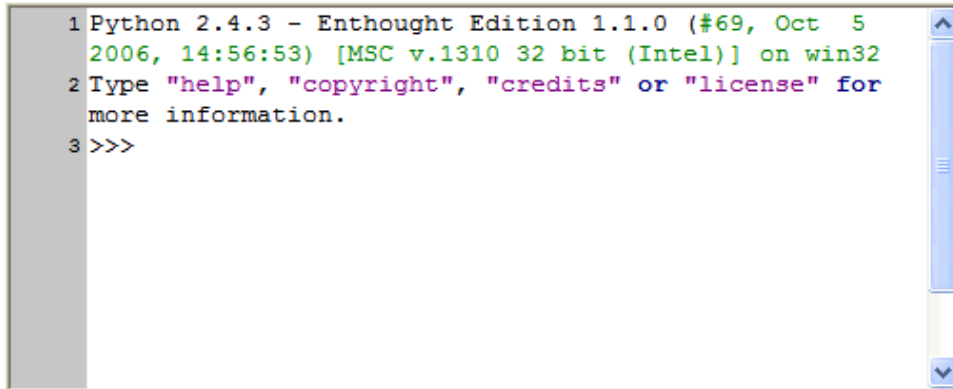 1 Python 2.4.3 - Enthought Edition 1.1.0 (#69, Oct  5
2006, 14:56:53) [MSC v.1310 32 bit (Intel)] on win32
2 Type "help", "copyright", "credits" or "license" for
more information.
3 >>>